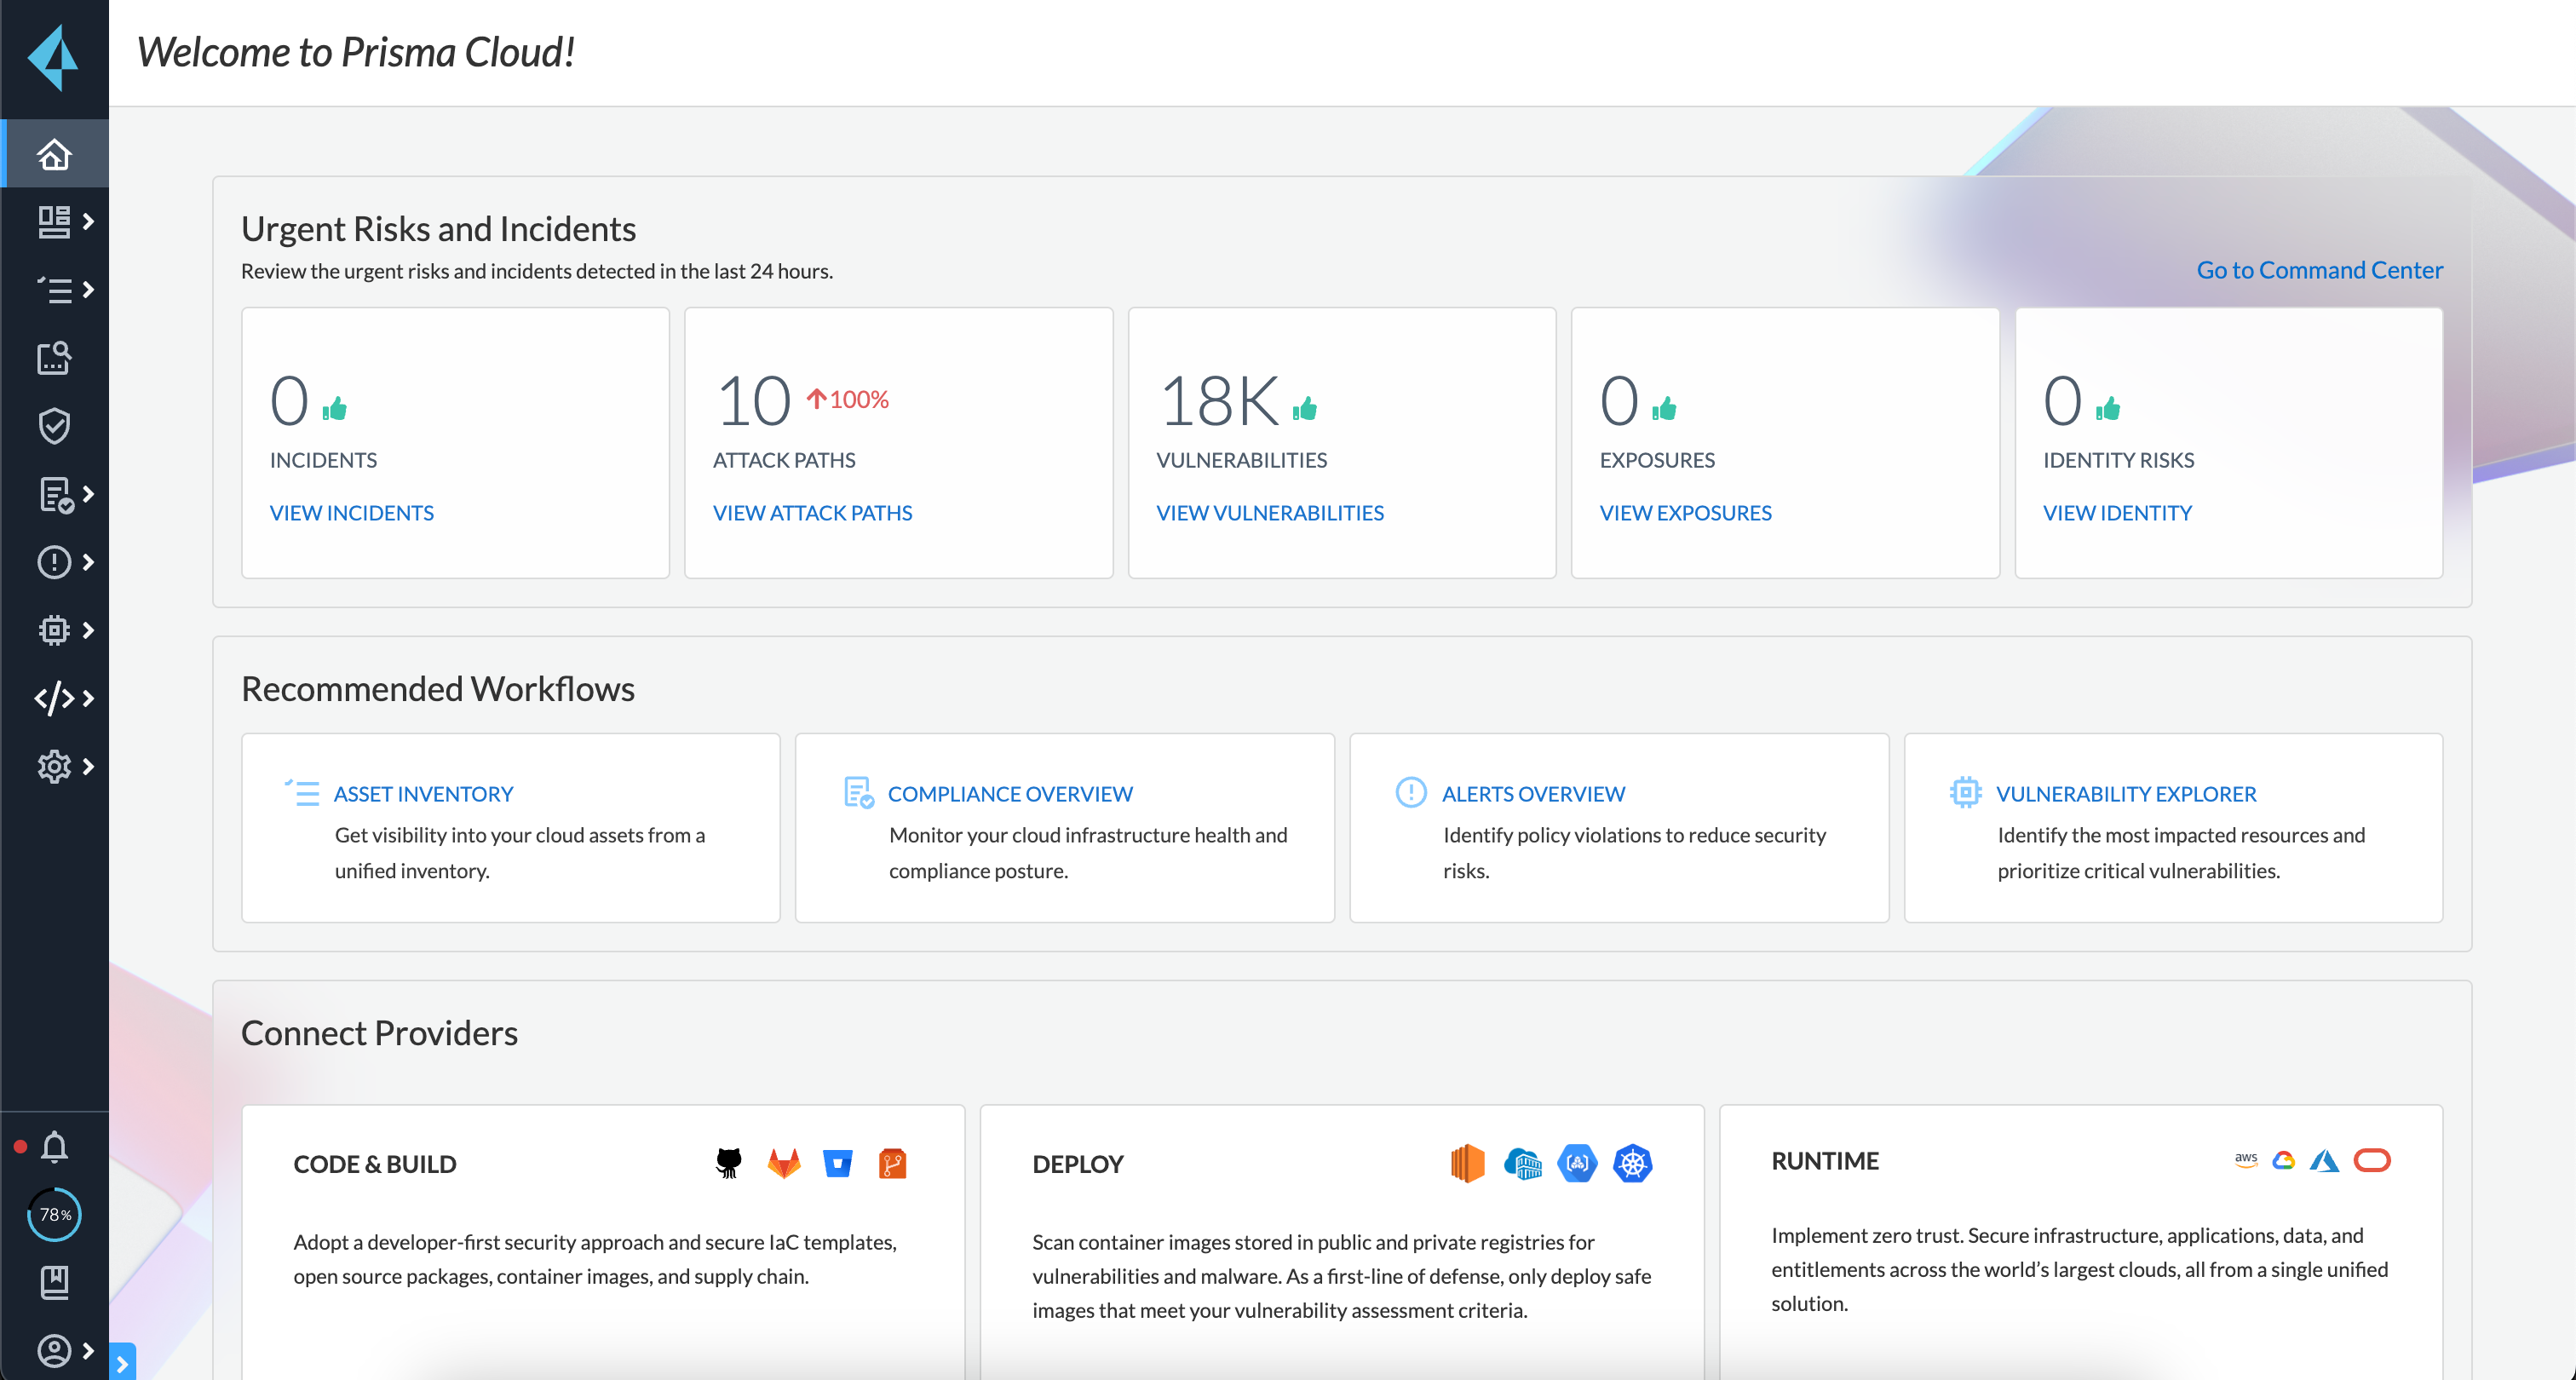 Welcome to Prisma Cloud!
Urgent Risks and Incidents
Review the urgent risks and incidents detected in the last 24 hours.
Go to Command Center
0
INCIDENTS
VIEW INCIDENTS
10 100%
ATTACK PATHS
VIEW ATTACK PATHS
18K
VULNERABILITIES
VIEW VULNERABILITIES
0
EXPOSURES
VIEW EXPOSURES
0
IDENTITY RISKS
VIEW IDENTITY
Recommended Workflows
ASSET INVENTORY
Get visibility into your cloud assets from a
unified inventory.
COMPLIANCE OVERVIEW
Monitor your cloud infrastructure health and
compliance posture.
ALERTS OVERVIEW
Identify policy violations to reduce security
risks.
VULNERABILITY EXPLORER
Identify the most impacted resources and
prioritize critical vulnerabilities.
Connect Providers
CODE & BUILD
Adopt a developer-first security approach and secure IaC templates,
open source packages, container images, and supply chain.
DEPLOY
Scan container images stored in public and private registries for
vulnerabilities and malware. As a first-line of defense, only deploy safe
images that meet your vulnerability assessment criteria.
RUNTIME
aws
Implement zero trust. Secure infrastructure, applications, data, and
entitlements across the world's largest clouds, all from a single unified
solution.
78%